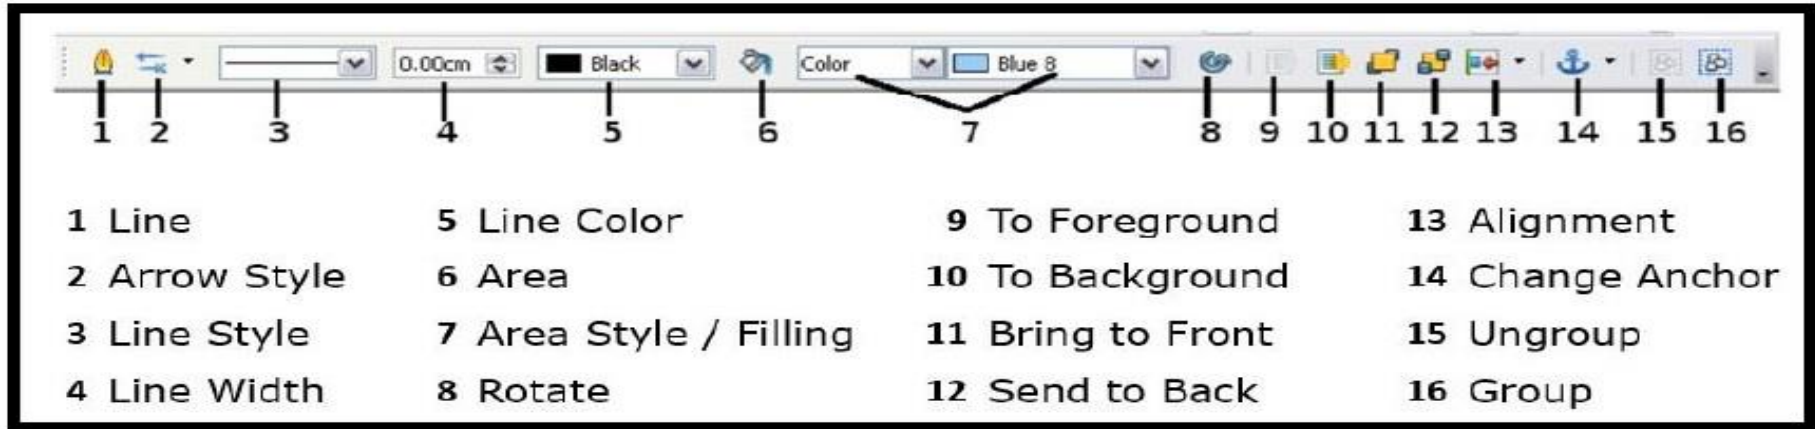 0.00cm Black Color Blue 8
1 2 3 4 5 6 7 8 9 10 11 12 13 14 15 16
1 Line 5 Line Color 9 To Foreground 13 Alignment
2 Arrow Style 6 Area 10 To Background 14 Change Anchor
3 Line Style 7 Area Style / Filling 11 Bring to Front 15 Ungroup
4 Line Width 8 Rotate 12 Send to Back 16 Group